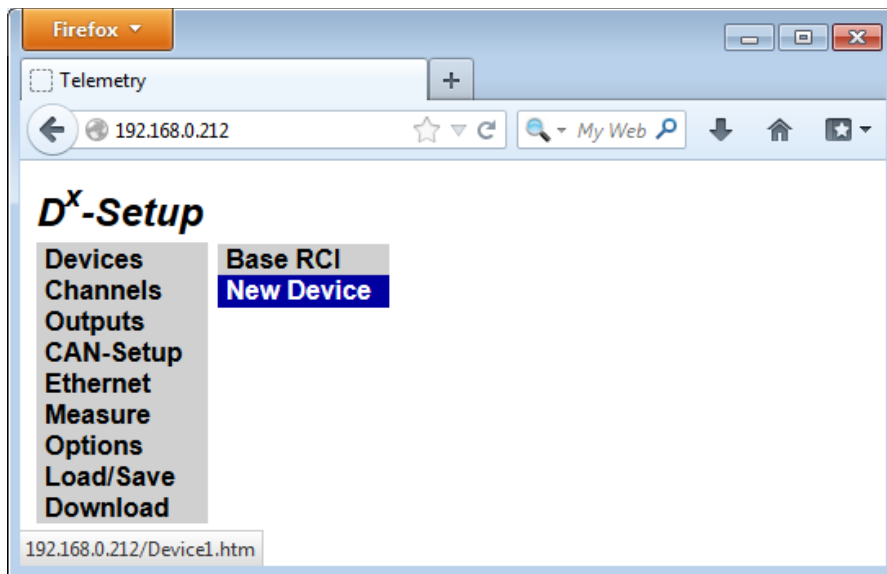 Firefox
Telemetry
192.168.0.212
My Web
Dx-Setup
Devices
Base RCI
Channels
New Device
Outputs
CAN-Setup
Ethernet
Measure
Options
Load/Save
Download
192.168.0.212/Device1.htm